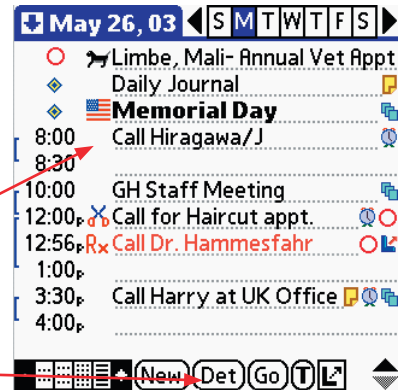 May 26, 03 S M T W T F S
Limbe, Mali- Annual Vet Appt
Daily Journal
Memorial Day
8:00 Call Hiragawa/J
8:30
10:00 GH Staff Meeting
12:00p Call for Haircut appt.
12:56p Rx Call Dr. Hammesfahr
1:00p
3:30p Call Harry at UK Office
4:00p
New Det Go T